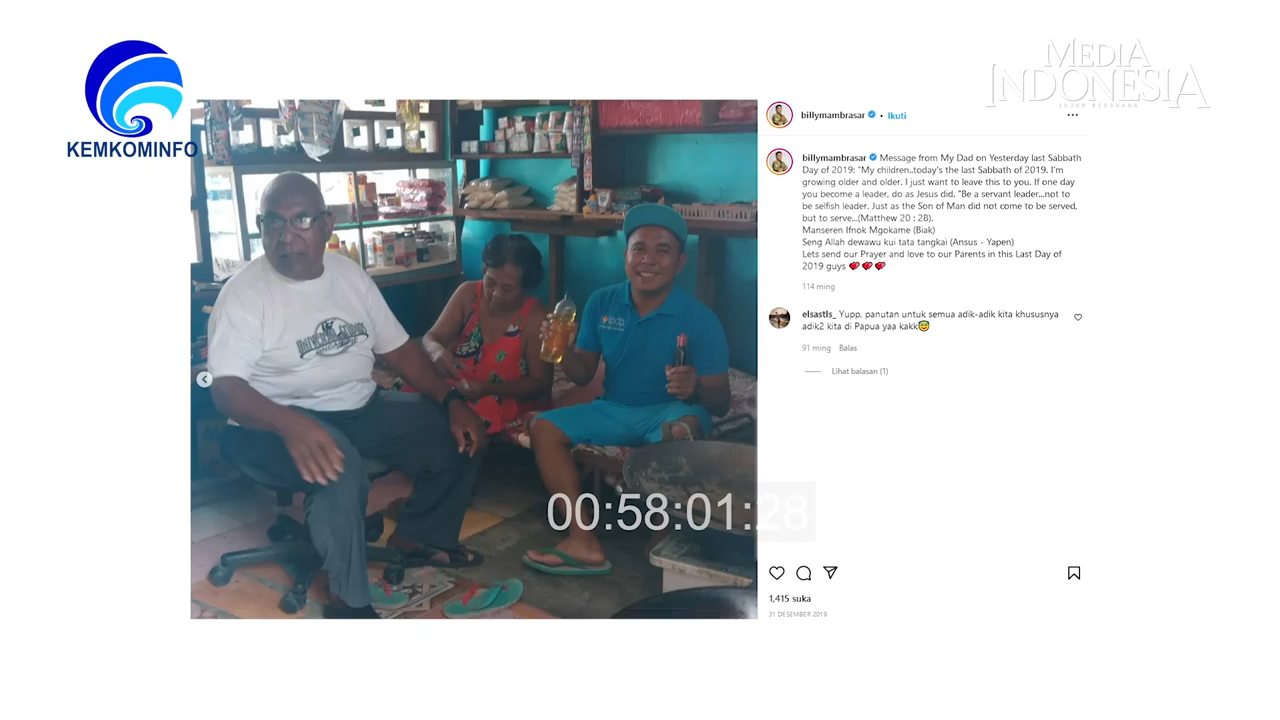 KEMKOMINFO
MEDIA
INDONESIA
JUJUR BERSUARA
billymambrasar • Ikuti
billymambrasar Message from My Dad on Yesterday last Sabbath
Day of 2019: "My children..today's the last Sabbath of 2019. I'm
growing older and older. I just want to leave this to you. If one day
you become a leader, do as Jesus did. "Be a servant leader...not to
be selfish leader. Just as the Son of Man did not come to be served,
but to serve...(Matthew 20 : 28).
Manseren Ifnok Mgokame (Biak)
Seng Allah dewawu kui tata tangkai (Ansus - Yapen)
Lets send our Prayer and love to our Parents in this Last Day of
2019 guys
114 ming
elsastls_ Yupp, panutan untuk semua adik-adik kita khususnya
adik2 kita di Papua yaa kakk
91 ming Balas
Lihat balasan (1)
00:58:01:28
1,415 suka
31 DESEMBER 2019